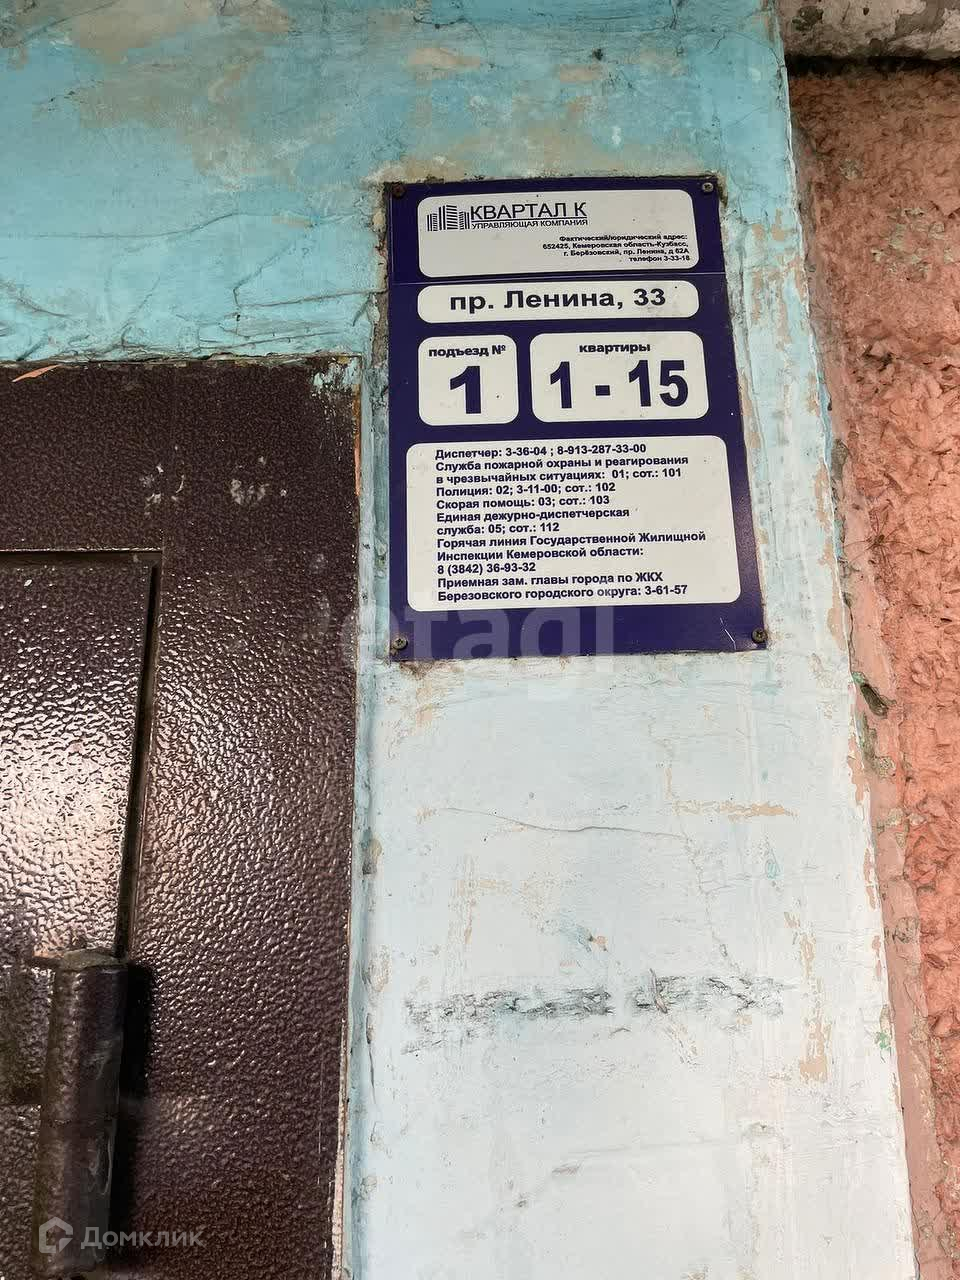 КВАРТАЛ К
УПРАВЛЯЮЩАЯ КОМПАНИЯ
Фактический/юридический адрес:
652425, Кемеровская область-Кузбасс,
г. Берёзовский, пр. Ленина, д 62А
телефон 3-33-18
пр. Ленина, 33
подъезд №
1
квартиры
1 - 15
Диспетчер: 3-36-04 ; 8-913-287-33-00
Служба пожарной охраны и реагирования
в чрезвычайных ситуациях: 01; сот.: 101
Полиция: 02; 3-11-00; сот.: 102
Скорая помощь: 03; сот.: 103
Единая дежурно-диспетчерская
служба: 05; сот.: 112
Горячая линия Государственной Жилищной
Инспекции Кемеровской области:
8 (3842) 36-93-32
Приемная зам. главы города по ЖКХ
Березовского городского округа: 3-61-57
etagi
Домклик